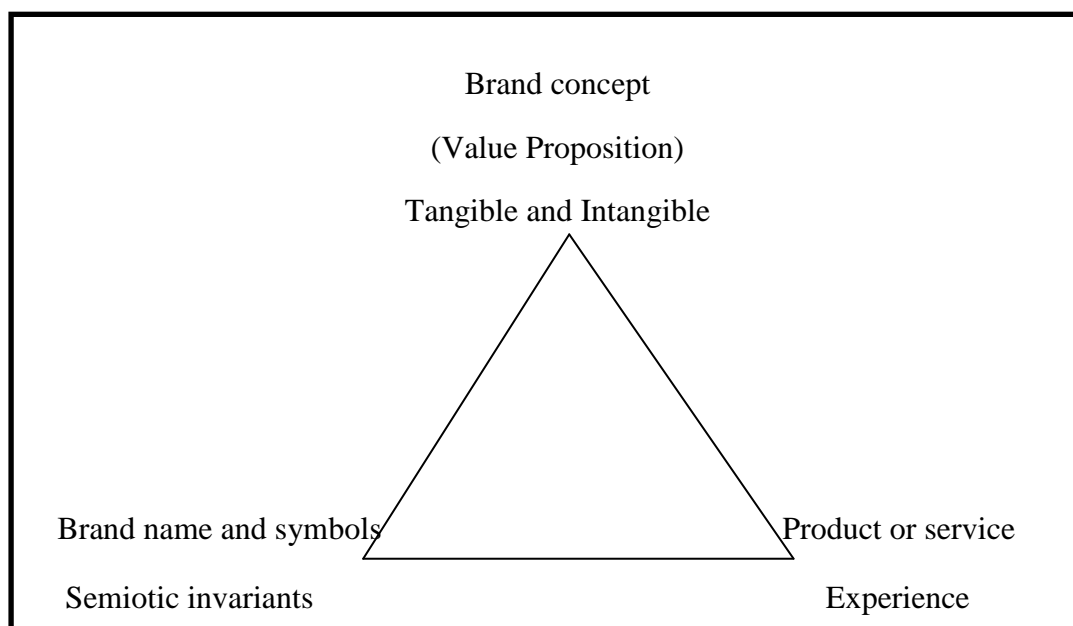 Brand concept
(Value Proposition)
Tangible and Intangible
Brand name and symbols
Product or service
Semiotic invariants
Experience